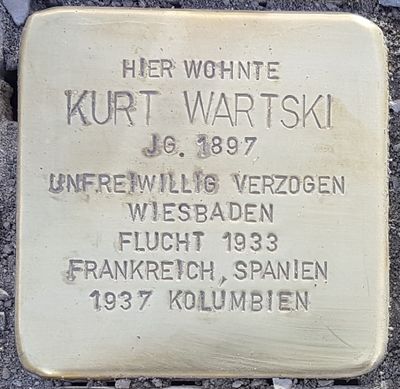 HIER WOHNTE
KURT WARTSKI
JG. 1897
UNFREIWILLIG VERZOGEN
WIESBADEN
FLUCHT 1933
FRANKREICH, SPANIEN
1937 KOLUMBIEN